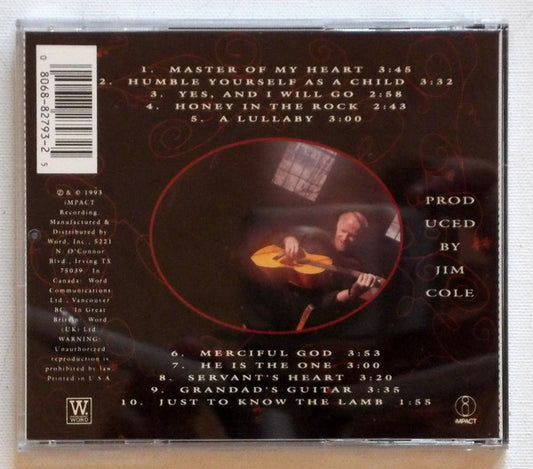 0 8068-82793-2 5
1. MASTER OF MY HEART 3:45
2. HUMBLE YOURSELF AS A CHILD 3:32
3. YES, AND I WILL GO 2:58
4. HONEY IN THE ROCK 2:43
5. A LULLABY 3:00
℗ & © 1993
iMPACT
Recording.
Manufactured &
Distributed by
Word, Inc., 5221
N. O'Connor
Blvd., Irving TX
75039. In
Canada: Word
Communications
Ltd., Vancouver
BC. In Great
Britain: Word
(UK) Ltd.
WARNING:
Unauthorized
reproduction is
prohibited by law.
Printed in U.S.A.
PROD
UCED
BY
JIM
COLE
6. MERCIFUL GOD 3:53
7. HE IS THE ONE 3:00
8. SERVANT'S HEART 3:20
9. GRANDAD'S GUITAR 3:35
10. JUST TO KNOW THE LAMB 1:55
W.
WORD
iMPACT